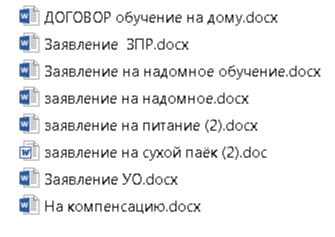 ДОГОВОР обучение на дому.docx
Заявление  ЗПР.docx
Заявление на надомное обучение.docx
заявление на надомное.docx
заявление на питание (2).docx
заявление на сухой паёк (2).doc
Заявление УО.docx
На компенсацию.docx